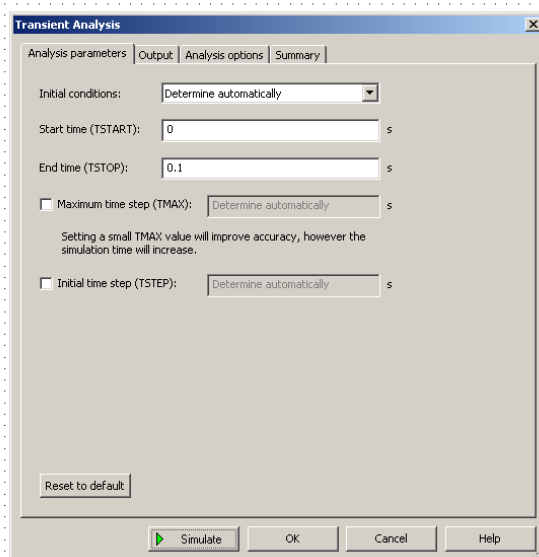 Transient Analysis
Analysis parameters Output Analysis options Summary
Initial conditions: Determine automatically
Start time (TSTART): 0 s
End time (TSTOP): 0.1 s
Maximum time step (TMAX): Determine automatically s
Setting a small TMAX value will improve accuracy, however the
simulation time will increase.
Initial time step (TSTEP): Determine automatically s
Reset to default
Simulate OK Cancel Help